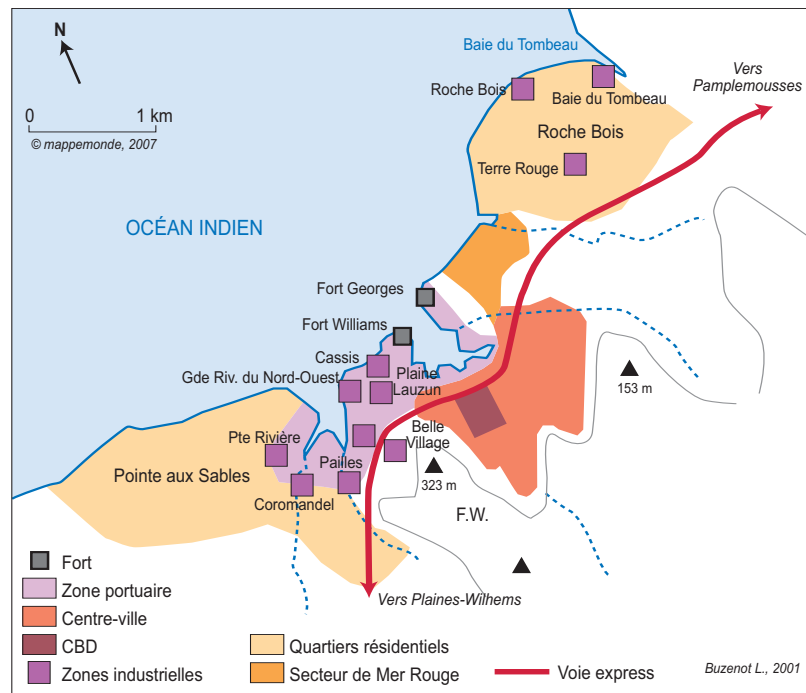 N
0 1 km
© mappemonde, 2007
Baie du Tombeau
Vers
Pamplemousses
Roche Bois
Baie du Tombeau
Roche Bois
Terre Rouge
OCÉAN INDIEN
Fort Georges
Fort Williams
Cassis
Plaine
Lauzun
Gde Riv. du Nord-Ouest
153 m
Pte Rivière
Belle
Village
Pailles
Pointe aux Sables
323 m
Coromandel
F.W.
Vers Plaines-Wilhems
Fort
Zone portuaire
Centre-ville
CBD
Zones industrielles
Quartiers résidentiels
Secteur de Mer Rouge
Voie express
Buzenot L., 2001